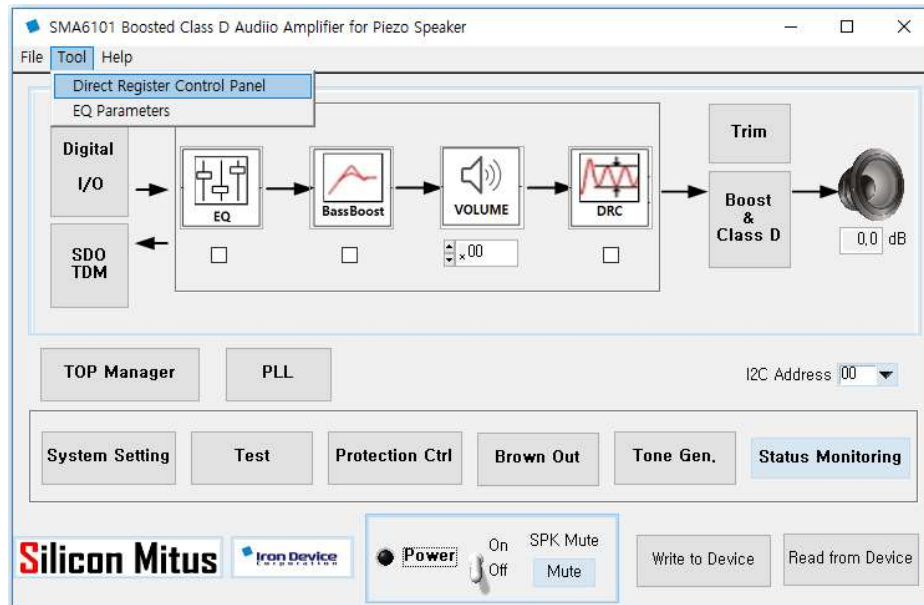 SMA6101 Boosted Class D Audiio Amplifier for Piezo Speaker
File Tool Help
Direct Register Control Panel
EQ Parameters
Digital
I/O
SDO
TDM
EQ
BassBoost
VOLUME
DRC
×00
Trim
Boost
&
Class D
0,0 dB
TOP Manager
PLL
I2C Address 00
System Setting
Test
Protection Ctrl
Brown Out
Tone Gen,
Status Monitoring
Silicon Mitus
Iron Device
Corporation
Power
On
Off
SPK Mute
Mute
Write to Device
Read from Device